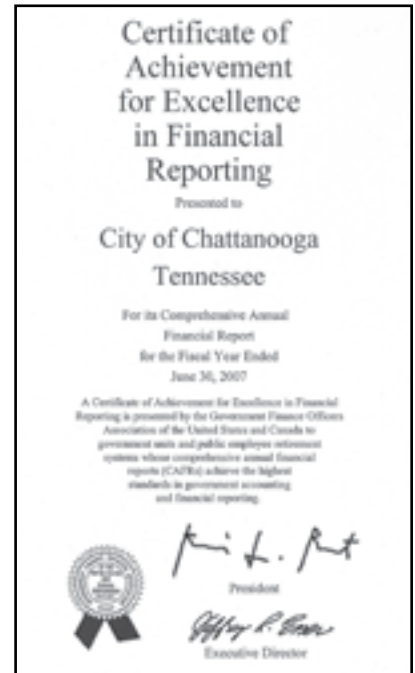 Certificate of
Achievement
for Excellence
in Financial
Reporting
Presented to
City of Chattanooga
Tennessee
For its Comprehensive Annual
Financial Report
for the Fiscal Year Ended
June 30, 2007
A Certificate of Achievement for Excellence in Financial
Reporting is presented by the Government Finance Officers
Association of the United States and Canada to
government units and public employee retirement
systems whose comprehensive annual financial
reports (CAFRs) achieve the highest
standards in government accounting
and financial reporting.
President
Executive Director